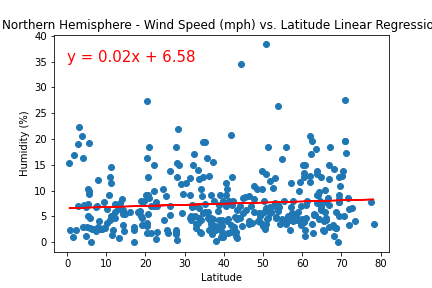 Northern Hemisphere - Wind Speed (mph) vs. Latitude Linear Regressio
y = 0.02x + 6.58
Humidity (%)
40
35
30
25
20
15
10
5
0
0 10 20 30 40 50 60 70 80
Latitude